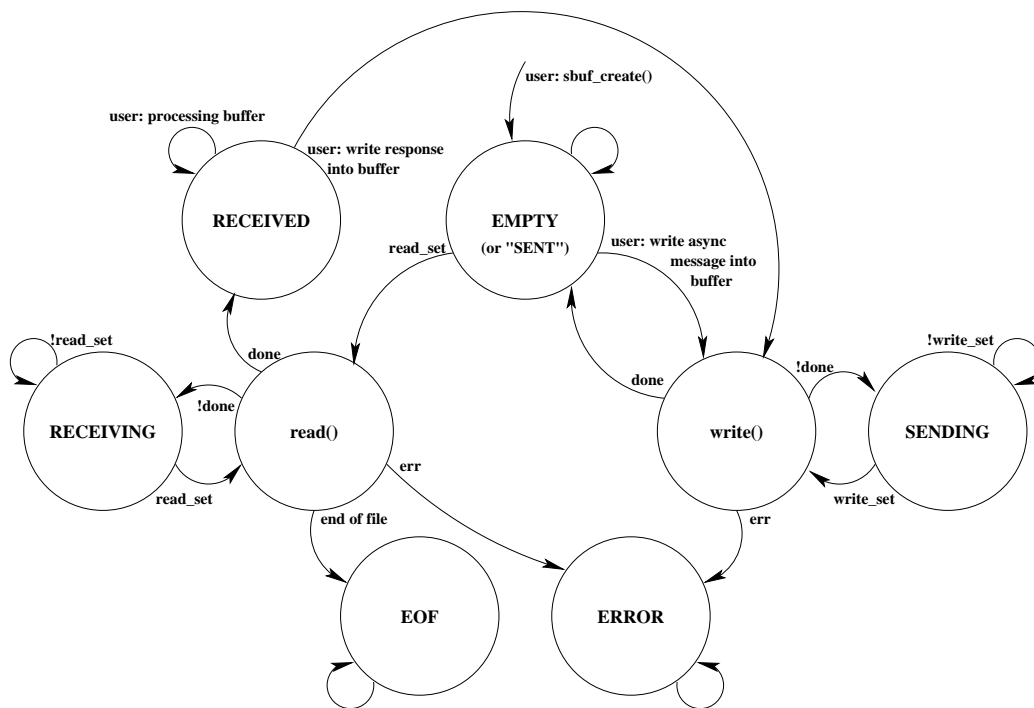 user: sbuf_create()
user: processing buffer
user: write response
into buffer
RECEIVED
EMPTY
(or "SENT")
read_set
user: write async
message into
buffer
!read_set
done
!done
RECEIVING
read()
read_set
err
end of file
done
!done
!write_set
write()
SENDING
write_set
err
EOF
ERROR